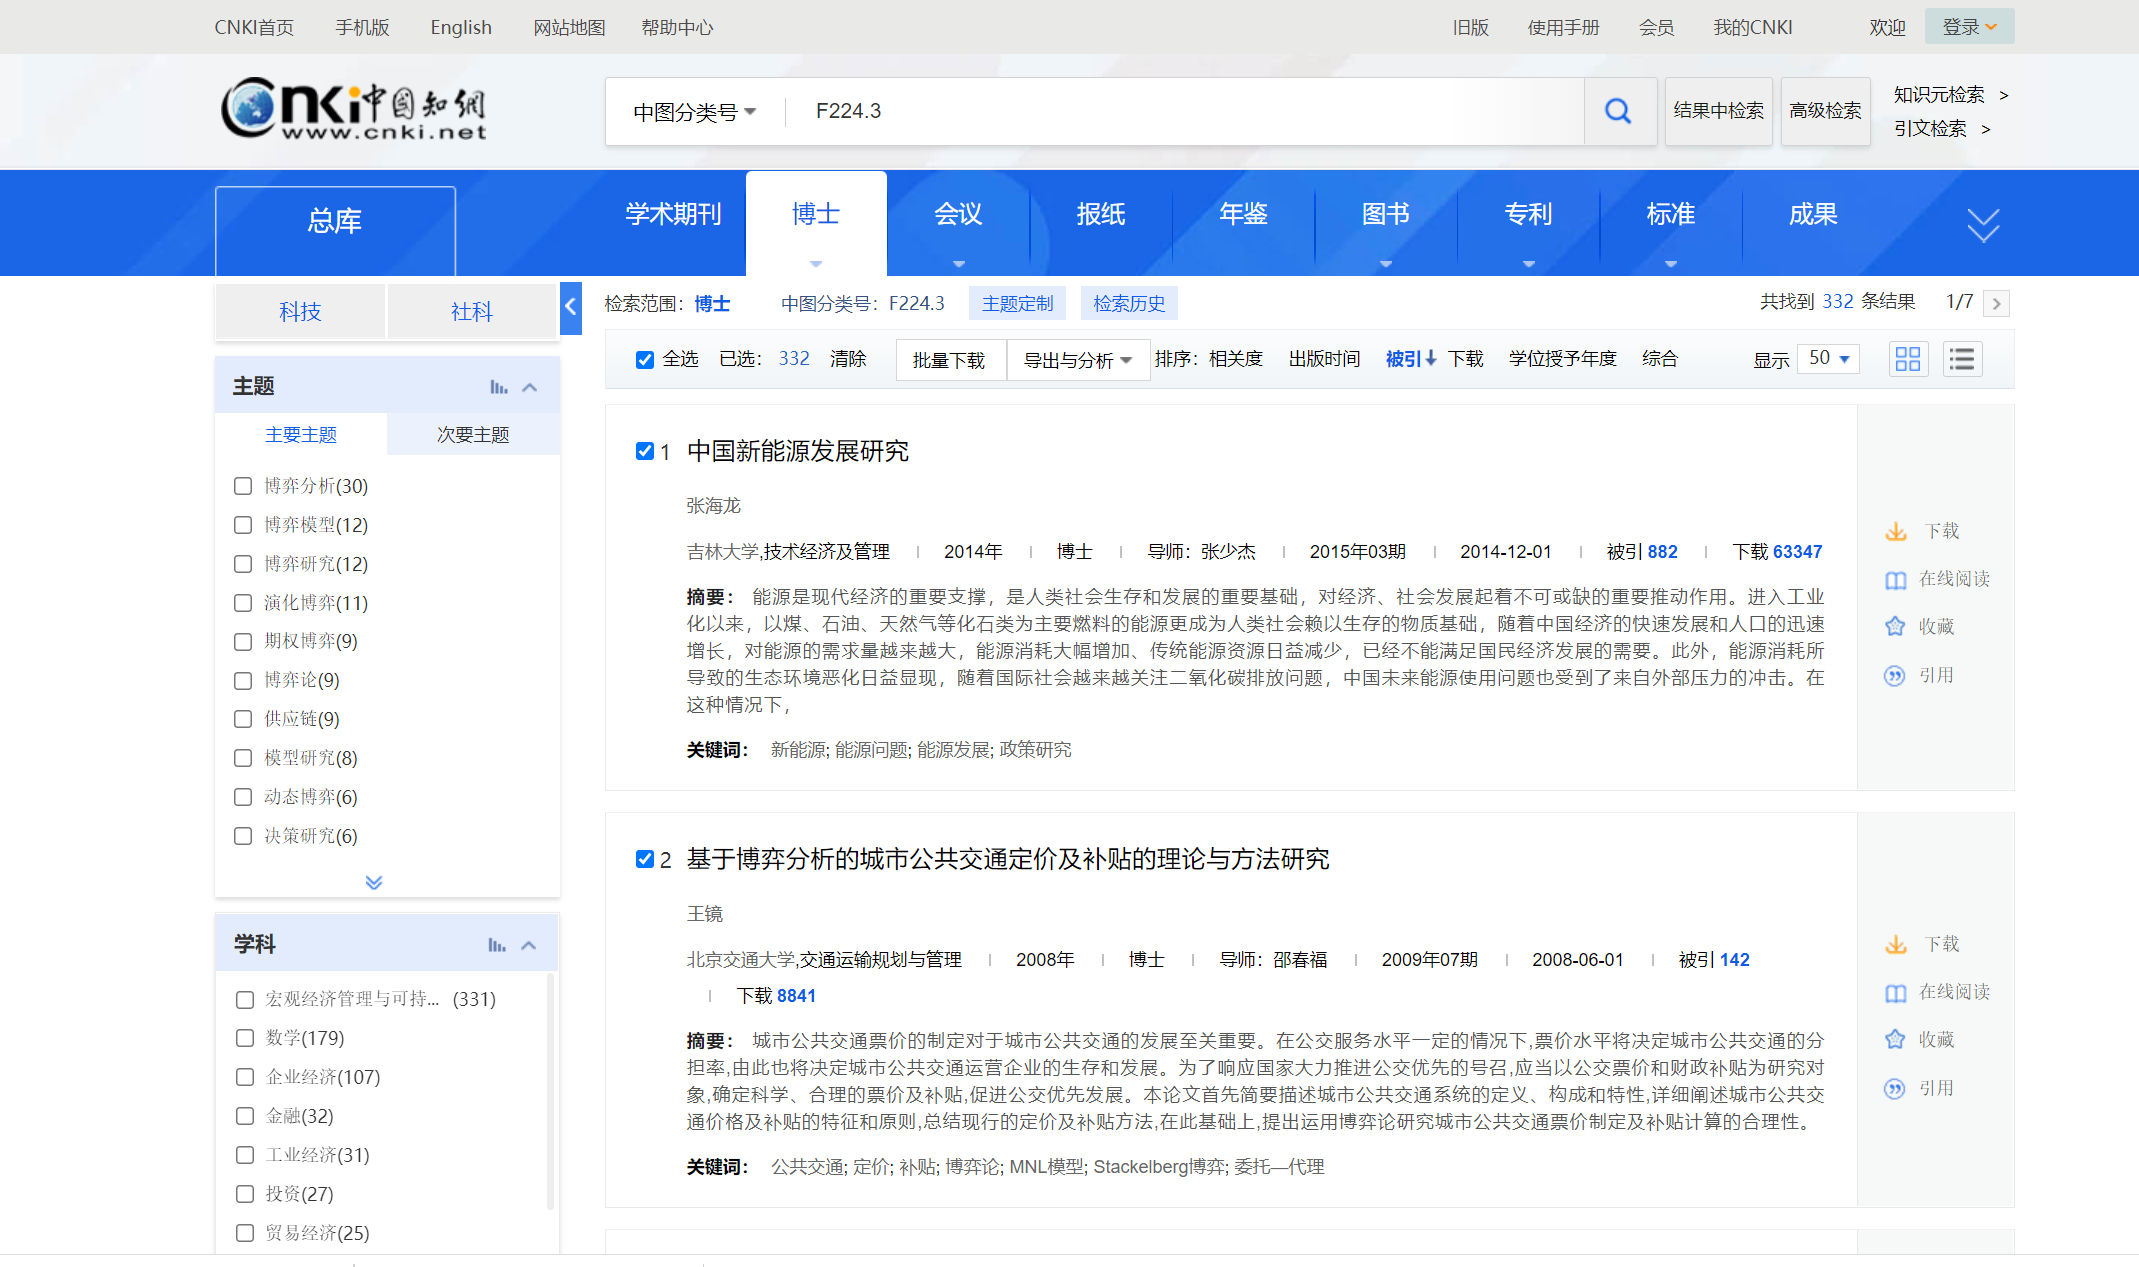 CNKI首页 手机版 English 网站地图 帮助中心 旧版 使用手册 会员 我的CNKI 欢迎 登录
cnki中国知网
www.cnki.net
中图分类号 F224.3 结果中检索 高级检索
知识元检索 >
引文检索 >
总库 学术期刊 博士 会议 报纸 年鉴 图书 专利 标准 成果
科技 社科
检索范围：博士 中图分类号：F224.3 主题定制 检索历史 共找到 332 条结果 1/7 >
全选 已选：332 清除 批量下载 导出与分析 排序：相关度 出版时间 被引↓ 下载 学位授予年度 综合 显示 50
主题
主要主题 次要主题
博弈分析(30)
博弈模型(12)
博弈研究(12)
演化博弈(11)
期权博弈(9)
博弈论(9)
供应链(9)
模型研究(8)
动态博弈(6)
决策研究(6)
学科
宏观经济管理与可持... (331)
数学(179)
企业经济(107)
金融(32)
工业经济(31)
投资(27)
贸易经济(25)
1 中国新能源发展研究
张海龙
吉林大学,技术经济及管理 | 2014年 | 博士 | 导师：张少杰 | 2015年03期 | 2014-12-01 | 被引 882 | 下载 63347
摘要： 能源是现代经济的重要支撑，是人类社会生存和发展的重要基础，对经济、社会发展起着不可或缺的重要推动作用。进入工业
化以来，以煤、石油、天然气等化石类为主要燃料的能源更成为人类社会赖以生存的物质基础，随着中国经济的快速发展和人口的迅速
增长，对能源的需求量越来越大，能源消耗大幅增加、传统能源资源日益减少，已经不能满足国民经济发展的需要。此外，能源消耗所
导致的生态环境恶化日益显现，随着国际社会越来越关注二氧化碳排放问题，中国未来能源使用问题也受到了来自外部压力的冲击。在
这种情况下，
关键词： 新能源; 能源问题; 能源发展; 政策研究
下载
在线阅读
收藏
引用
2 基于博弈分析的城市公共交通定价及补贴的理论与方法研究
王镜
北京交通大学,交通运输规划与管理 | 2008年 | 博士 | 导师：邵春福 | 2009年07期 | 2008-06-01 | 被引 142
| 下载 8841
摘要： 城市公共交通票价的制定对于城市公共交通的发展至关重要。在公交服务水平一定的情况下,票价水平将决定城市公共交通的分
担率,由此也将决定城市公共交通运营企业的生存和发展。为了响应国家大力推进公交优先的号召,应当以公交票价和财政补贴为研究对
象,确定科学、合理的票价及补贴,促进公交优先发展。本论文首先简要描述城市公共交通系统的定义、构成和特性,详细阐述城市公共交
通价格及补贴的特征和原则,总结现行的定价及补贴方法,在此基础上,提出运用博弈论研究城市公共交通票价制定及补贴计算的合理性。
关键词： 公共交通; 定价; 补贴; 博弈论; MNL模型; Stackelberg博弈; 委托—代理
下载
在线阅读
收藏
引用